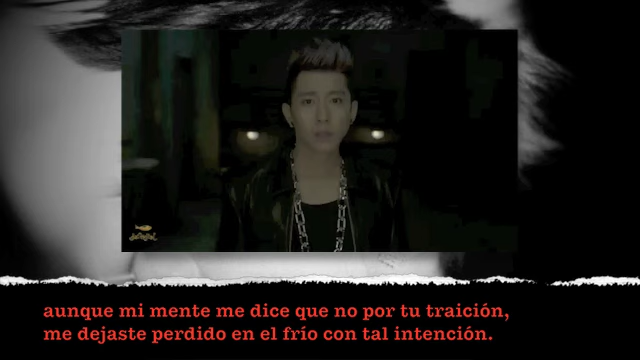 aunque mi mente me dice que no por tu traición,
me dejaste perdido en el frío con tal intención.